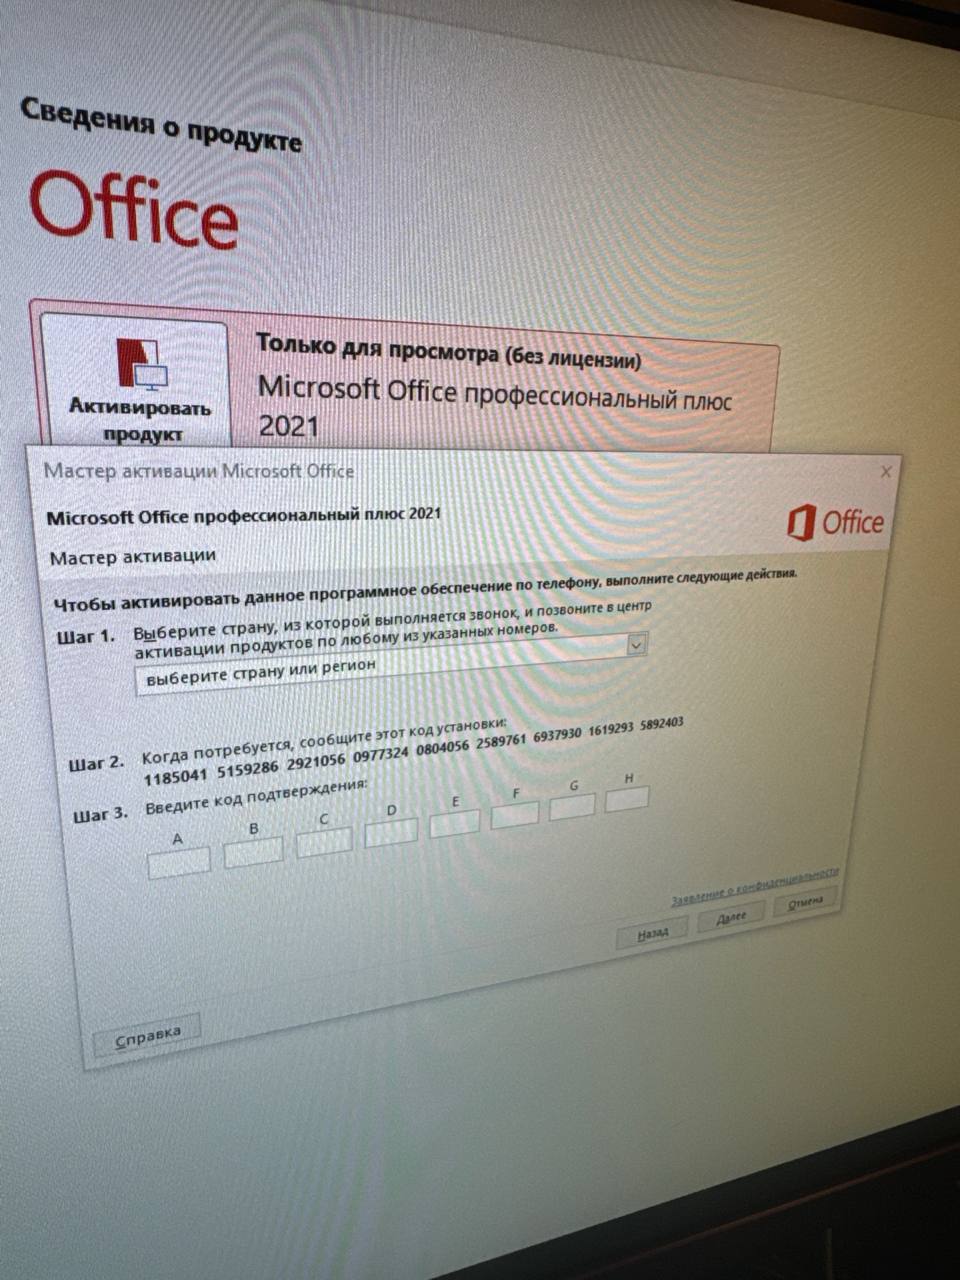 Сведения о продукте
Office
Только для просмотра (без лицензии)
Microsoft Office профессиональный плюс
2021
Активировать
продукт
Мастер активации Microsoft Office
Microsoft Office профессиональный плюс 2021
Office
Мастер активации
Чтобы активировать данное программное обеспечение по телефону, выполните следующие действия.
Шаг 1. Выберите страну, из которой выполняется звонок, и позвоните в центр
активации продуктов по любому из указанных номеров.
выберите страну или регион
Шаг 2. Когда потребуется, сообщите этот код установки:
1185041 5159286 2921056 0977324 0804056 2589761 6937930 1619293 5892403
Шаг 3. Введите код подтверждения:
A B C D E F G H
Заявление о конфиденциальности
Назад Далее Отмена
Справка